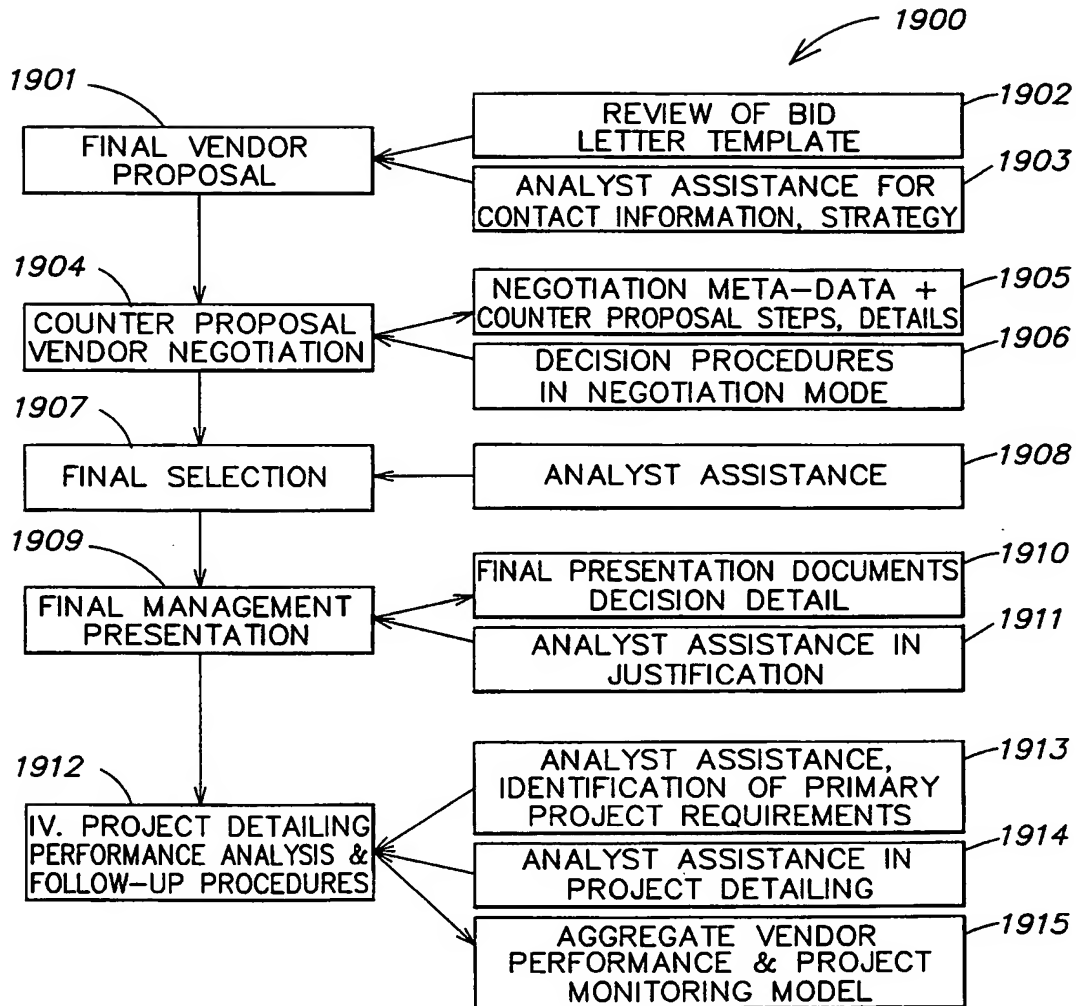 1900
1901
FINAL VENDOR
PROPOSAL
1902
REVIEW OF BID
LETTER TEMPLATE
1903
ANALYST ASSISTANCE FOR
CONTACT INFORMATION, STRATEGY
1904
COUNTER PROPOSAL
VENDOR NEGOTIATION
1905
NEGOTIATION META-DATA +
COUNTER PROPOSAL STEPS, DETAILS
1906
DECISION PROCEDURES
IN NEGOTIATION MODE
1907
FINAL SELECTION
1908
ANALYST ASSISTANCE
1909
FINAL MANAGEMENT
PRESENTATION
1910
FINAL PRESENTATION DOCUMENTS
DECISION DETAIL
1911
ANALYST ASSISTANCE IN
JUSTIFICATION
1912
IV. PROJECT DETAILING
PERFORMANCE ANALYSIS &
FOLLOW-UP PROCEDURES
1913
ANALYST ASSISTANCE,
IDENTIFICATION OF PRIMARY
PROJECT REQUIREMENTS
1914
ANALYST ASSISTANCE IN
PROJECT DETAILING
1915
AGGREGATE VENDOR
PERFORMANCE & PROJECT
MONITORING MODEL